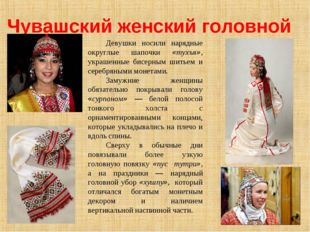 Чувашский женский головной
Девушки носили нарядные
округлые шапочки «тухья»,
украшенные бисерным шитьем и
серебряными монетами.
Замужние женщины
обязательно покрывали голову
«сурпаном» — белой полосой
тонкого холста с
орнаментированными концами,
которые укладывались на плечо и
вдоль спины.
Сверху в обычные дни
повязывали более узкую
головную повязку «пус тутри»,
а на праздники — нарядный
головной убор «хушпу», который
отличался богатым монетным
декором и наличием
вертикальной наспинной части.